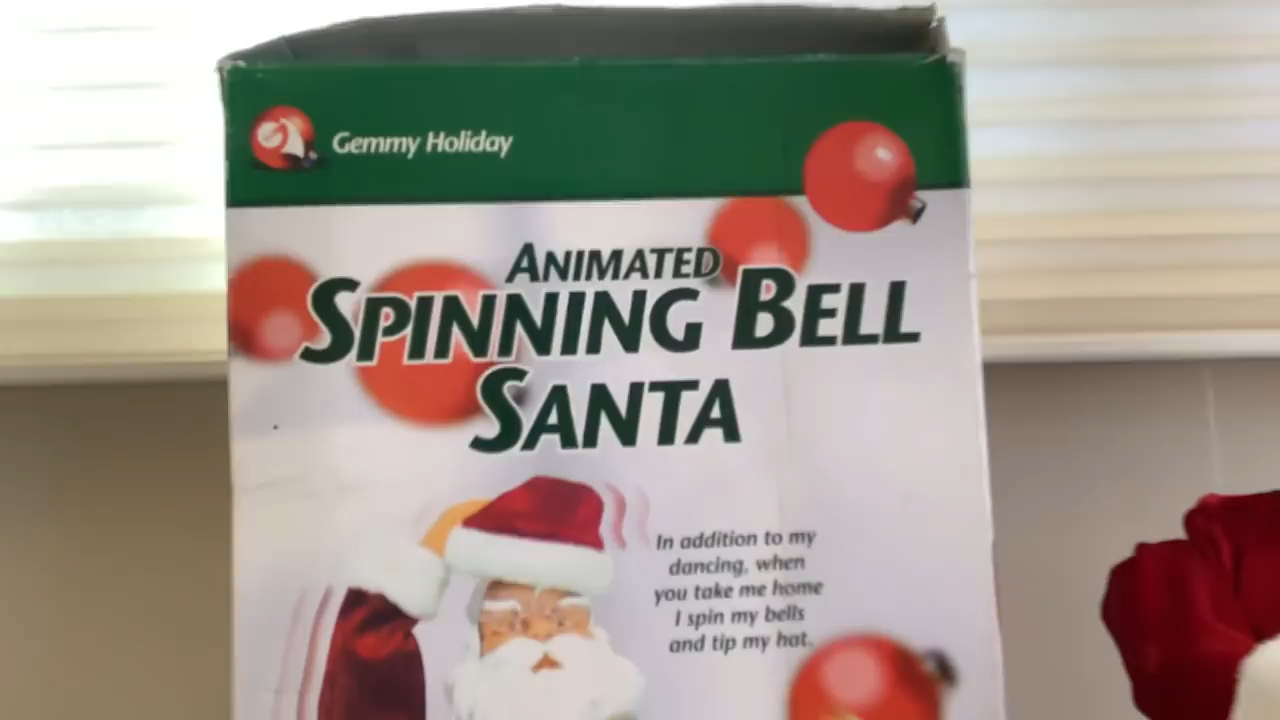 Gemmy Holiday
ANIMATED
SPINNING BELL
SANTA
In addition to my
dancing, when
you take me home
I spin my bells
and tip my hat.